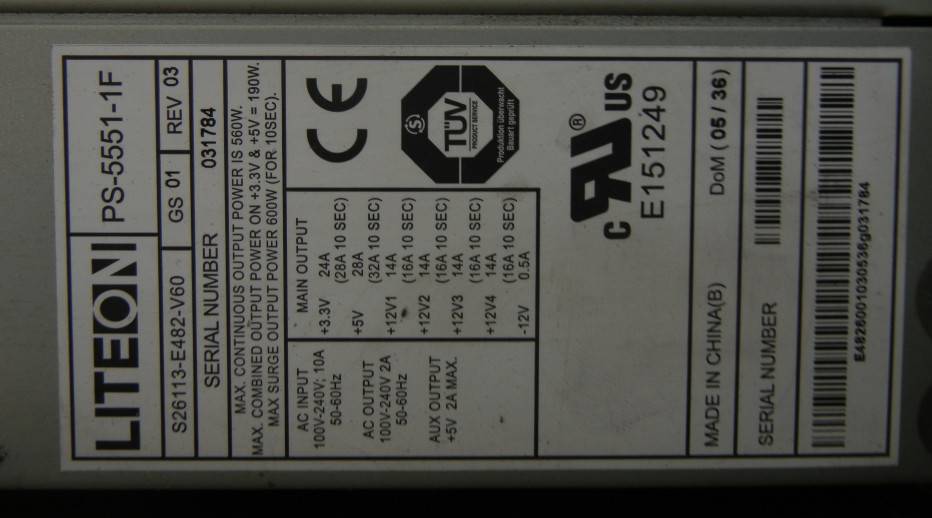 LITEON
PS-5551-1F
S26113-E482-V60
GS 01
REV 03
SERIAL NUMBER
031784
MAX. CONTINUOUS OUTPUT POWER IS 560W.
MAX. COMBINED OUTPUT POWER ON +3.3V & +5V = 190W.
MAX SURGE OUTPUT POWER 600W (FOR 10SEC).
AC INPUT
100V-240V; 10A
50-60Hz
AC OUTPUT
100V-240V 2A
50-60Hz
AUX OUTPUT
+5V 2A MAX.
MAIN OUTPUT
+3.3V 24A
(28A 10 SEC)
+5V 28A
(32A 10 SEC)
+12V1 14A
(16A 10 SEC)
+12V2 14A
(16A 10 SEC)
+12V3 14A
(16A 10 SEC)
+12V4 14A
(16A 10 SEC)
-12V 0.5A
CE
S
TÜV
PRODUCT SERVICE
Produktion überwacht
Bauart geprüft
C RU US ®
E151249
MADE IN CHINA(B)
DoM ( 05 / 36 )
SERIAL NUMBER
E4826001030536g031784